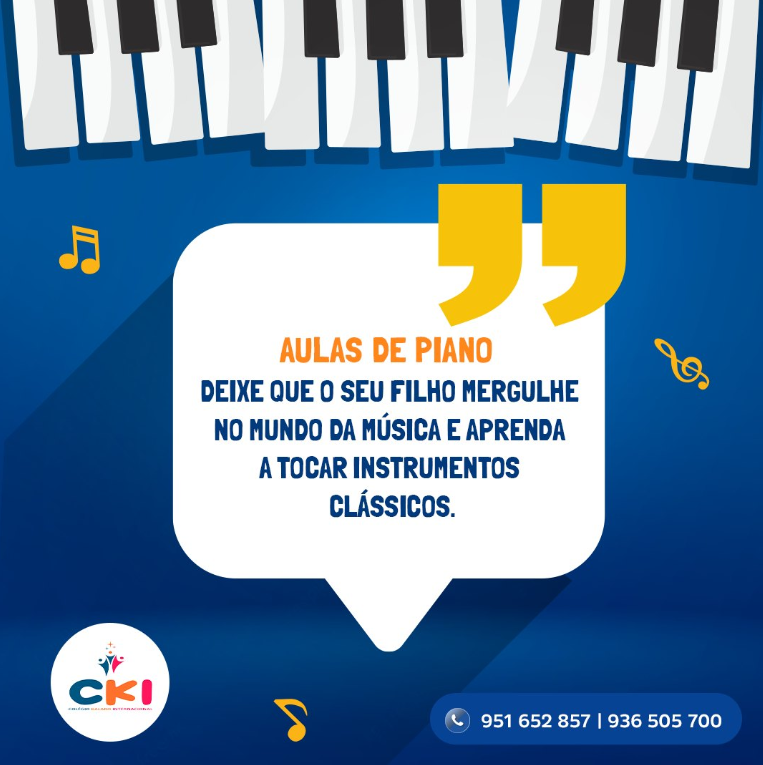 AULAS DE PIANO
DEIXE QUE O SEU FILHO MERGULHE
NO MUNDO DA MÚSICA E APRENDA
A TOCAR INSTRUMENTOS
CLÁSSICOS.
CKI
951 652 857 | 936 505 700